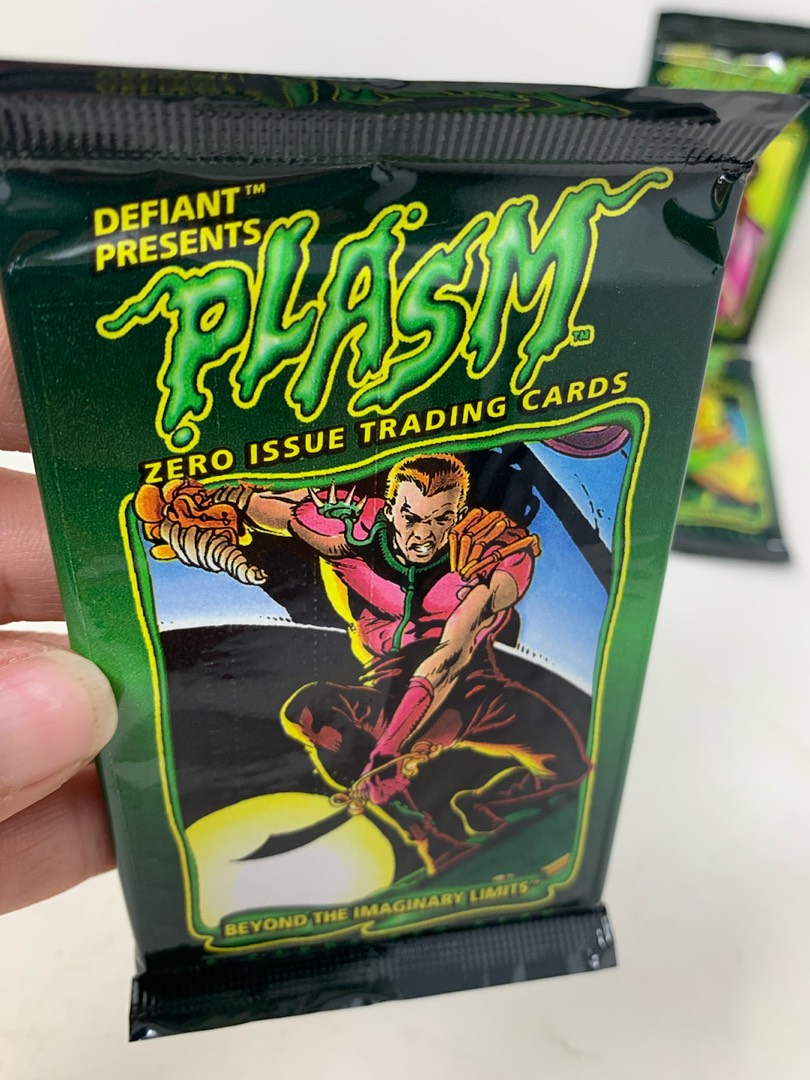 DEFIANT™
PRESENTS
PLASM™
ZERO ISSUE TRADING CARDS
BEYOND THE IMAGINARY LIMITS™